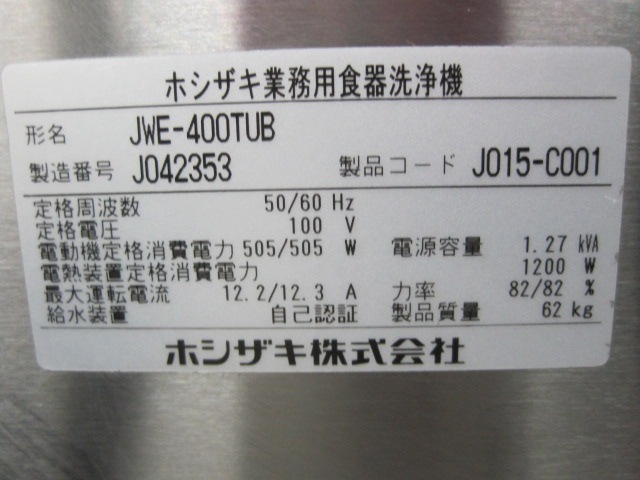 ホシザキ業務用食器洗浄機
形名 JWE-400TUB
製造番号 J042353 製品コード J015-C001
定格周波数 50/60 Hz
定格電圧 100 V
電動機定格消費電力 505/505 W 電源容量 1.27 kVA
電熱装置定格消費電力 1200 W
最大運転電流 12.2/12.3 A 力率 82/82 %
給水装置 自己認証 製品質量 62 kg
ホシザキ株式会社